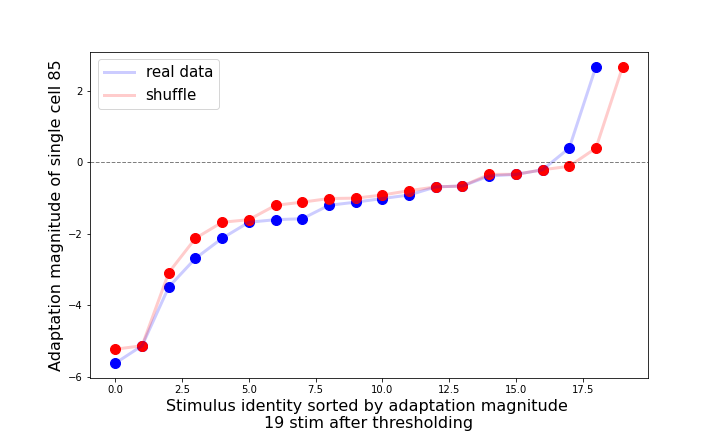 real data
shuffle
Adaptation magnitude of single cell 85
2
0
−2
−4
−6
0.0 2.5 5.0 7.5 10.0 12.5 15.0 17.5
Stimulus identity sorted by adaptation magnitude
19 stim after thresholding